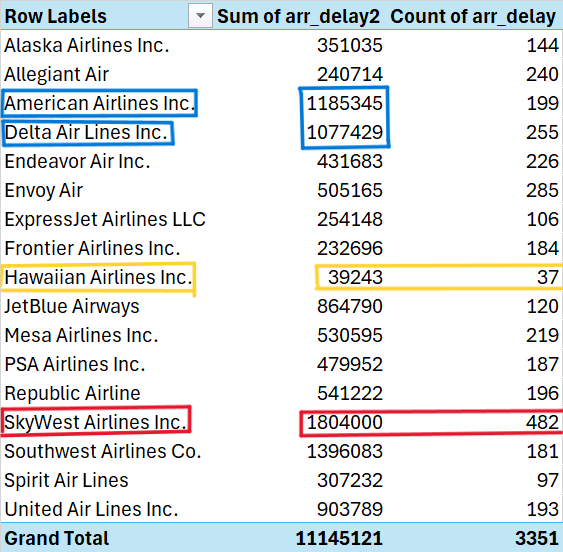 Row Labels Sum of arr_delay2 Count of arr_delay
Alaska Airlines Inc. 351035 144
Allegiant Air 240714 240
American Airlines Inc. 1185345 199
Delta Air Lines Inc. 1077429 255
Endeavor Air Inc. 431683 226
Envoy Air 505165 285
ExpressJet Airlines LLC 254148 106
Frontier Airlines Inc. 232696 184
Hawaiian Airlines Inc. 39243 37
JetBlue Airways 864790 120
Mesa Airlines Inc. 530595 219
PSA Airlines Inc. 479952 187
Republic Airline 541222 196
SkyWest Airlines Inc. 1804000 482
Southwest Airlines Co. 1396083 181
Spirit Air Lines 307232 97
United Air Lines Inc. 903789 193
Grand Total 11145121 3351